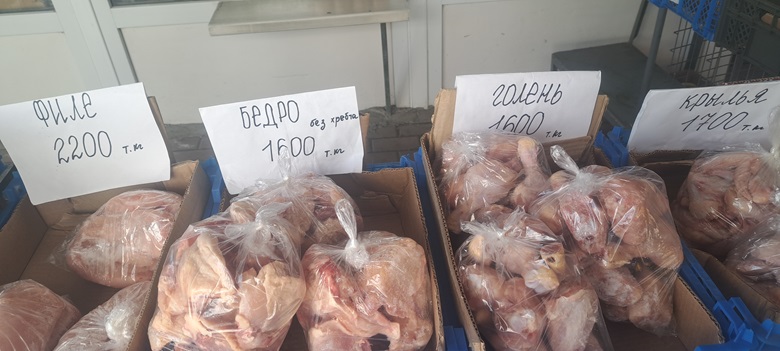 ФИЛЕ
2200 т.кг
БЕДРО без хребта
1600 т.кг
ГОЛЕНЬ
1600 т.кг
КРЫЛЬЯ
1700 т.кг